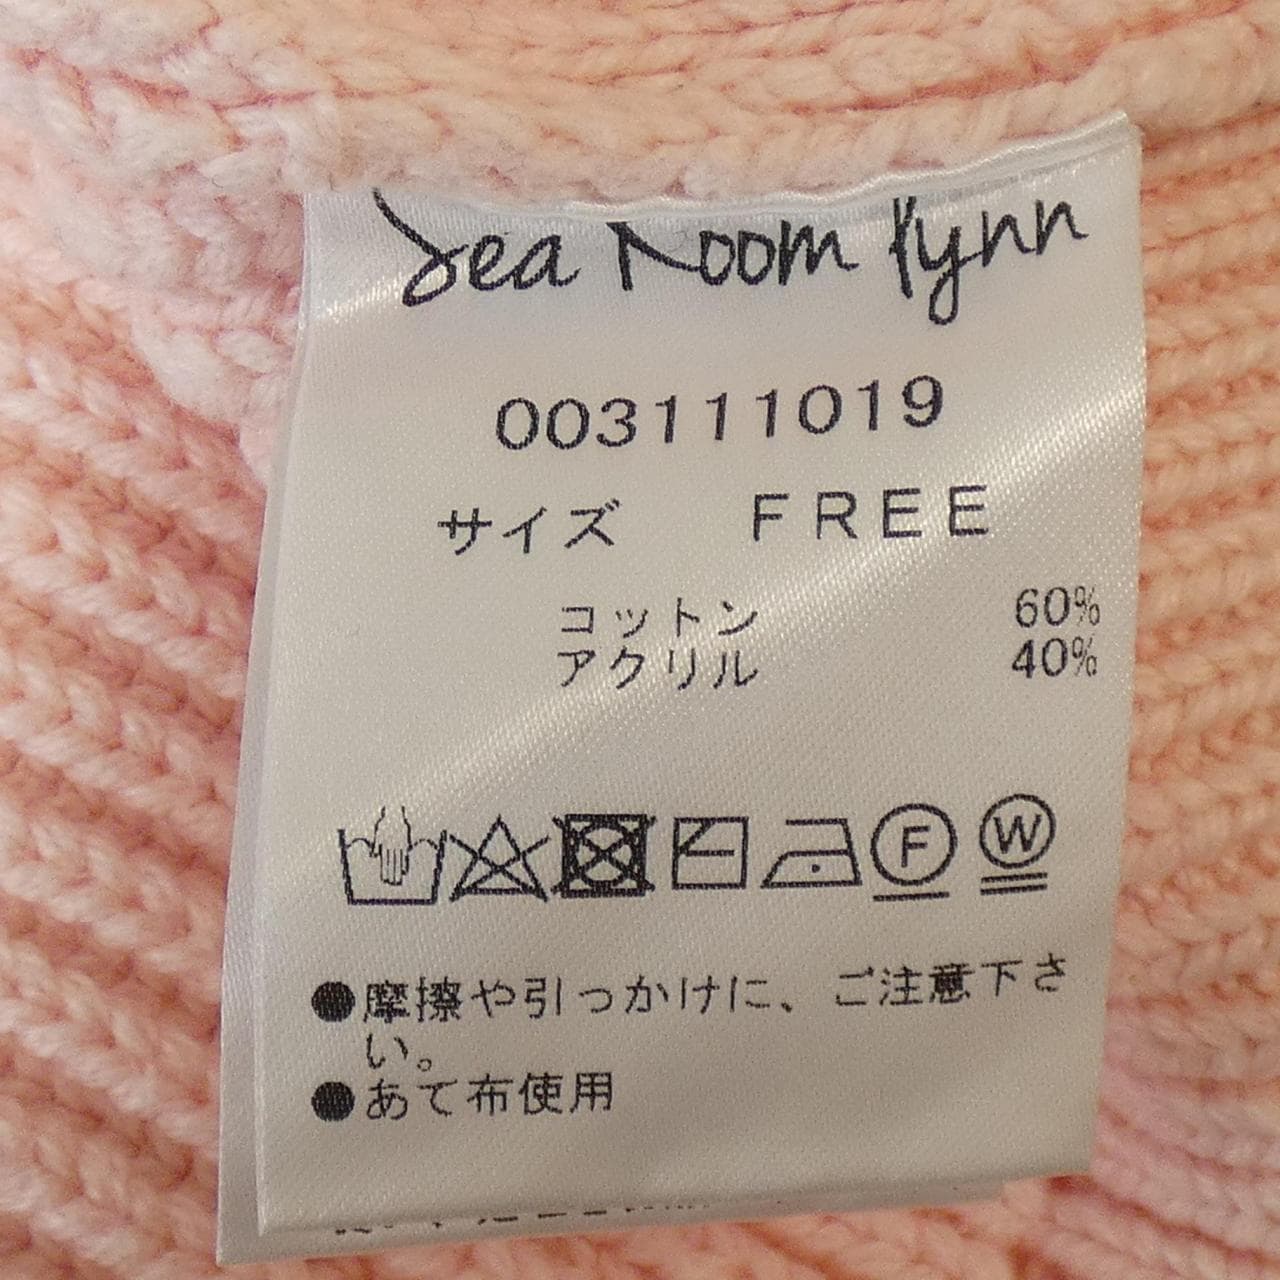 Sea Room lynn
003111019
サイズ FREE
コットン 60%
アクリル 40%
F W
●摩擦や引っかけに、ご注意下さ
い。
●あて布使用